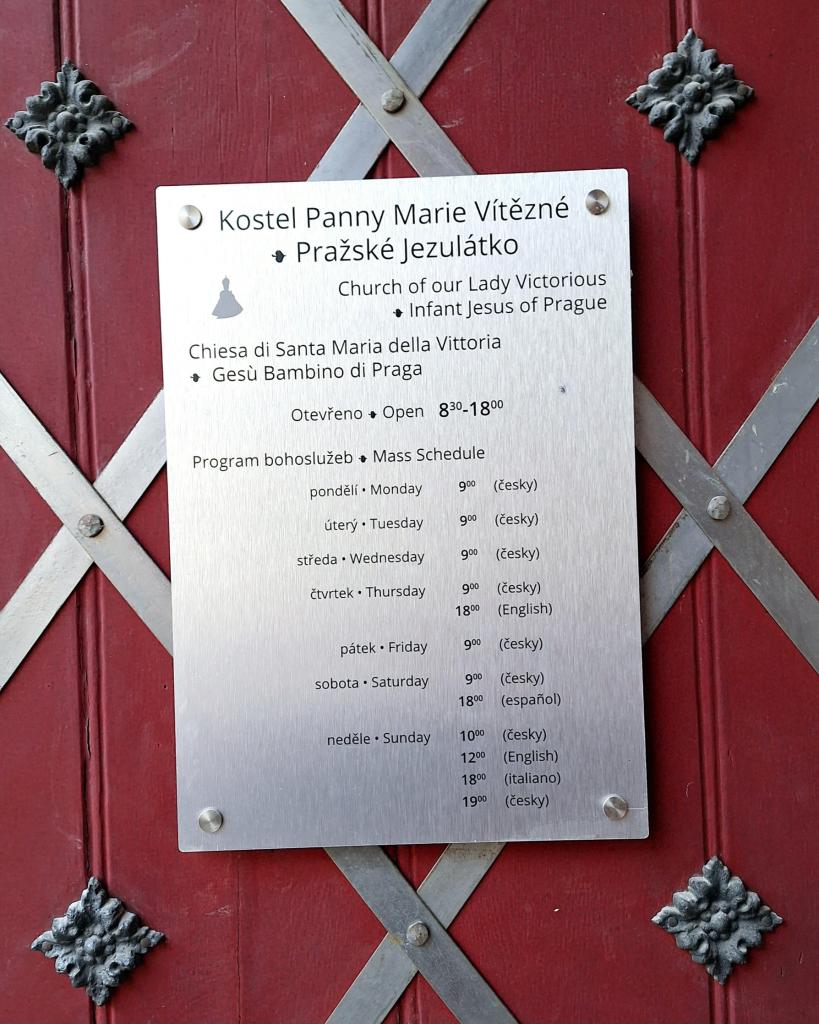 Kostel Panny Marie Vítězné
Pražské Jezulátko
Church of our Lady Victorious
Infant Jesus of Prague
Chiesa di Santa Maria della Vittoria
Gesù Bambino di Praga
Otevřeno Open 8³⁰-18⁰⁰
Program bohoslužeb Mass Schedule
pondělí • Monday 9⁰⁰ (česky)
úterý • Tuesday 9⁰⁰ (česky)
středa • Wednesday 9⁰⁰ (česky)
čtvrtek • Thursday 9⁰⁰ (česky)
18⁰⁰ (English)
pátek • Friday 9⁰⁰ (česky)
sobota • Saturday 9⁰⁰ (česky)
18⁰⁰ (español)
neděle • Sunday 10⁰⁰ (česky)
12⁰⁰ (English)
18⁰⁰ (italiano)
19⁰⁰ (česky)